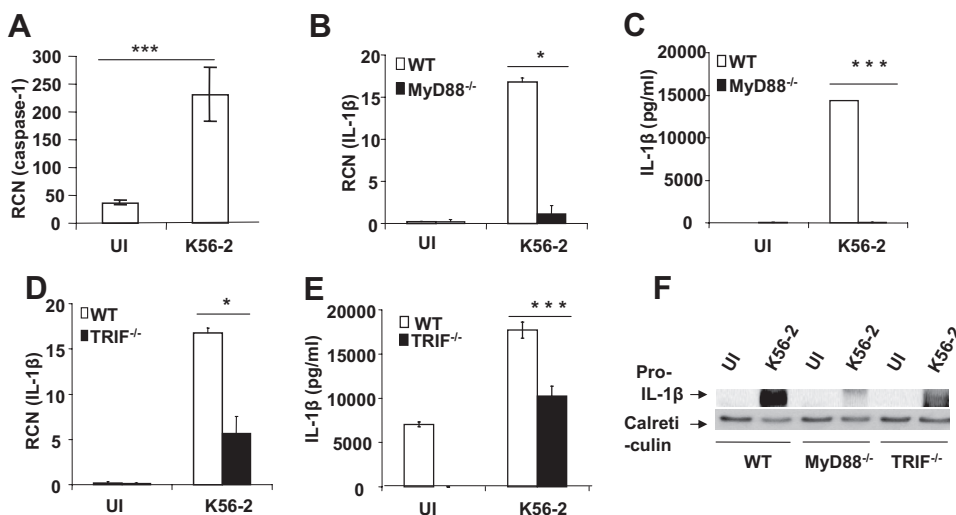 A
***
RCN (caspase-1)
300
250
200
150
100
50
0
UI
K56-2
B
WT
MyD88-/-
*
RCN (IL-1β)
20
15
10
5
0
UI
K56-2
C
WT
MyD88-/-
***
IL-1β (pg/ml)
20000
15000
10000
5000
0
UI
K56-2
D
WT
TRIF-/-
*
RCN (IL-1β)
20
15
10
5
0
UI
K56-2
E
WT
TRIF-/-
***
IL-1β (pg/ml)
20000
15000
10000
5000
0
UI
K56-2
F
UI
K56-2
UI
K56-2
UI
K56-2
Pro-
IL-1β
Calreti
-culin
WT
MyD88-/-
TRIF-/-